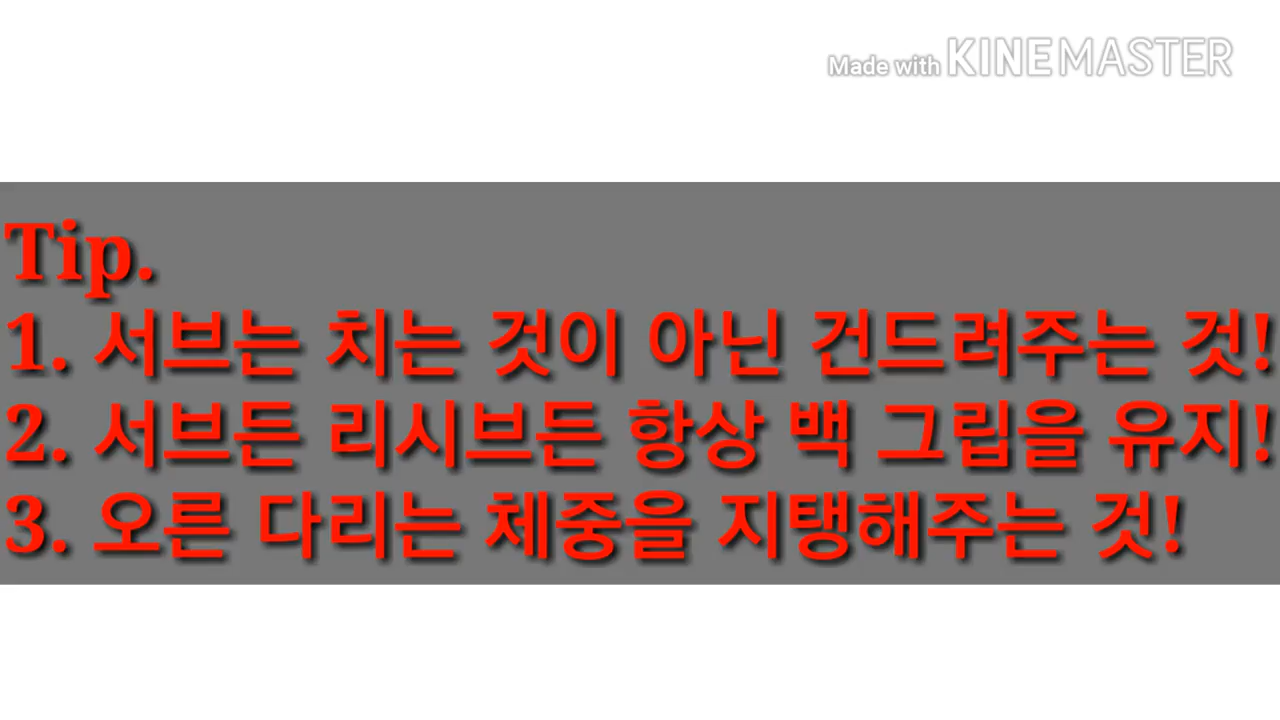 Made with KINEMASTER
Tip.
1. 서브는 치는 것이 아닌 건드려주는 것!
2. 서브든 리시브든 항상 백 그립을 유지!
3. 오른 다리는 체중을 지탱해주는 것!